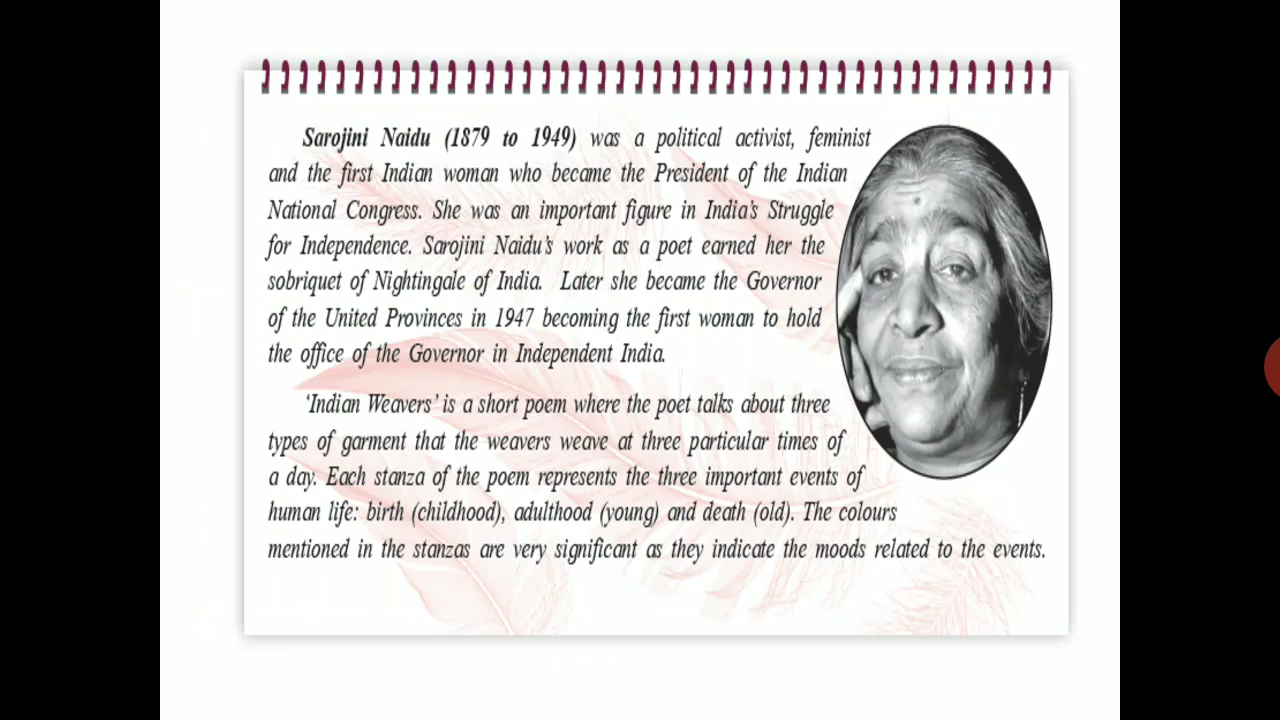 Sarojini Naidu (1879 to 1949) was a political activist, feminist
and the first Indian woman who became the President of the Indian
National Congress. She was an important figure in India's Struggle
for Independence. Sarojini Naidu's work as a poet earned her the
sobriquet of Nightingale of India. Later she became the Governor
of the United Provinces in 1947 becoming the first woman to hold
the office of the Governor in Independent India.
'Indian Weavers' is a short poem where the poet talks about three
types of garment that the weavers weave at three particular times of
a day. Each stanza of the poem represents the three important events of
human life: birth (childhood), adulthood (young) and death (old). The colours
mentioned in the stanzas are very significant as they indicate the moods related to the events.